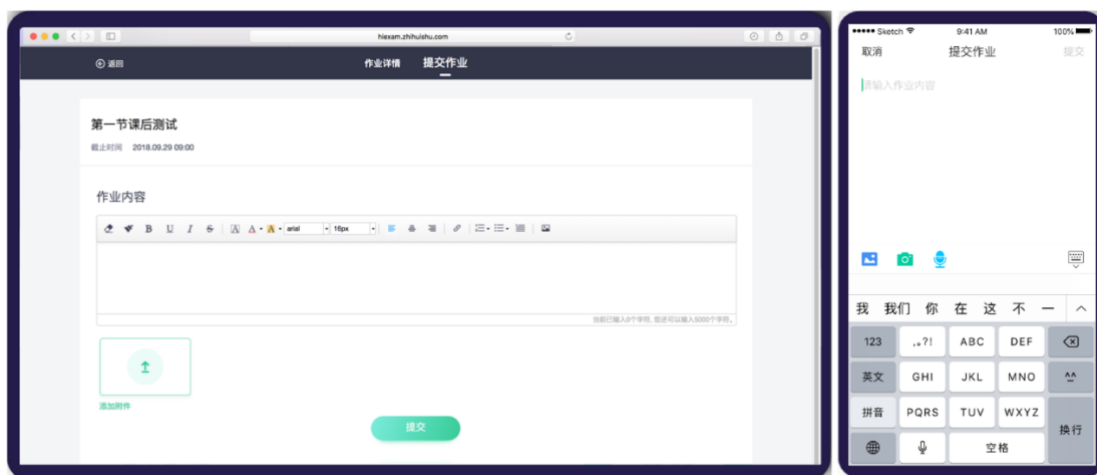 hiexam.zhihuishu.com
返回
作业详情 提交作业
第一节课后测试
截止时间 2018.09.29 09:00
作业内容
B U I S A A A arial 16px
当前已输入0个字符, 您还可以输入5000个字符。
添加附件
提交
Sketch 9:41 AM 100%
取消 提交作业 提交
请输入作业内容
我 我们 你 在 这 不 一
123 ,。?! ABC DEF
英文 GHI JKL MNO ^^
拼音 PQRS TUV WXYZ 换行
空格